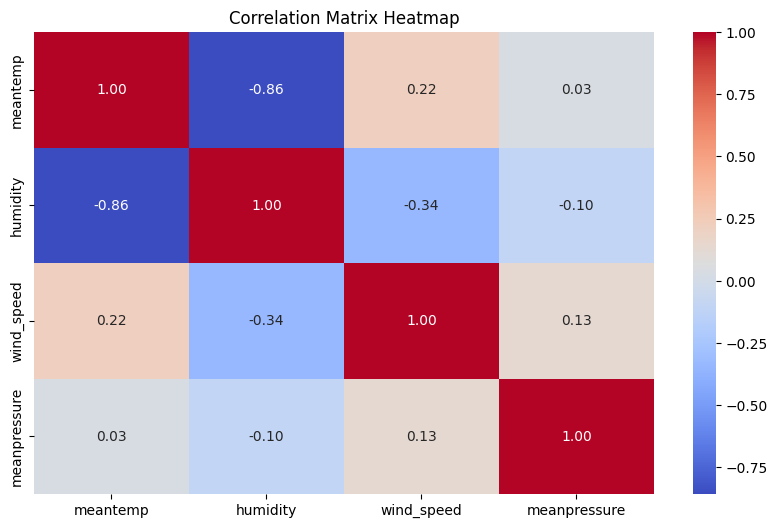 Correlation Matrix Heatmap
meantemp 1.00 -0.86 0.22 0.03
humidity -0.86 1.00 -0.34 -0.10
wind_speed 0.22 -0.34 1.00 0.13
meanpressure 0.03 -0.10 0.13 1.00
meantemp humidity wind_speed meanpressure
1.00
0.75
0.50
0.25
0.00
-0.25
-0.50
-0.75